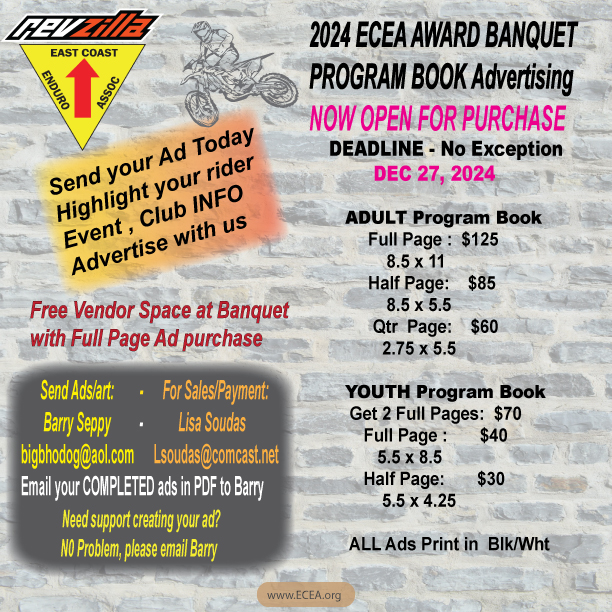 revzilla
EAST COAST
ENDURO
ASSOC
2024 ECEA AWARD BANQUET
PROGRAM BOOK Advertising
NOW OPEN FOR PURCHASE
DEADLINE - No Exception
DEC 27, 2024
Send your Ad Today
Highlight your rider
Event , Club INFO
Advertise with us
Free Vendor Space at Banquet
with Full Page Ad purchase
ADULT Program Book
Full Page : $125
8.5 x 11
Half Page: $85
8.5 x 5.5
Qtr Page: $60
2.75 x 5.5
YOUTH Program Book
Get 2 Full Pages: $70
Full Page : $40
5.5 x 8.5
Half Page: $30
5.5 x 4.25
ALL Ads Print in Blk/Wht
Send Ads/art: - For Sales/Payment:
Barry Seppy - Lisa Soudas
bigbhodog@aol.com Lsoudas@comcast.net
Email your COMPLETED ads in PDF to Barry
Need support creating your ad?
N0 Problem, please email Barry
www.ECEA.org